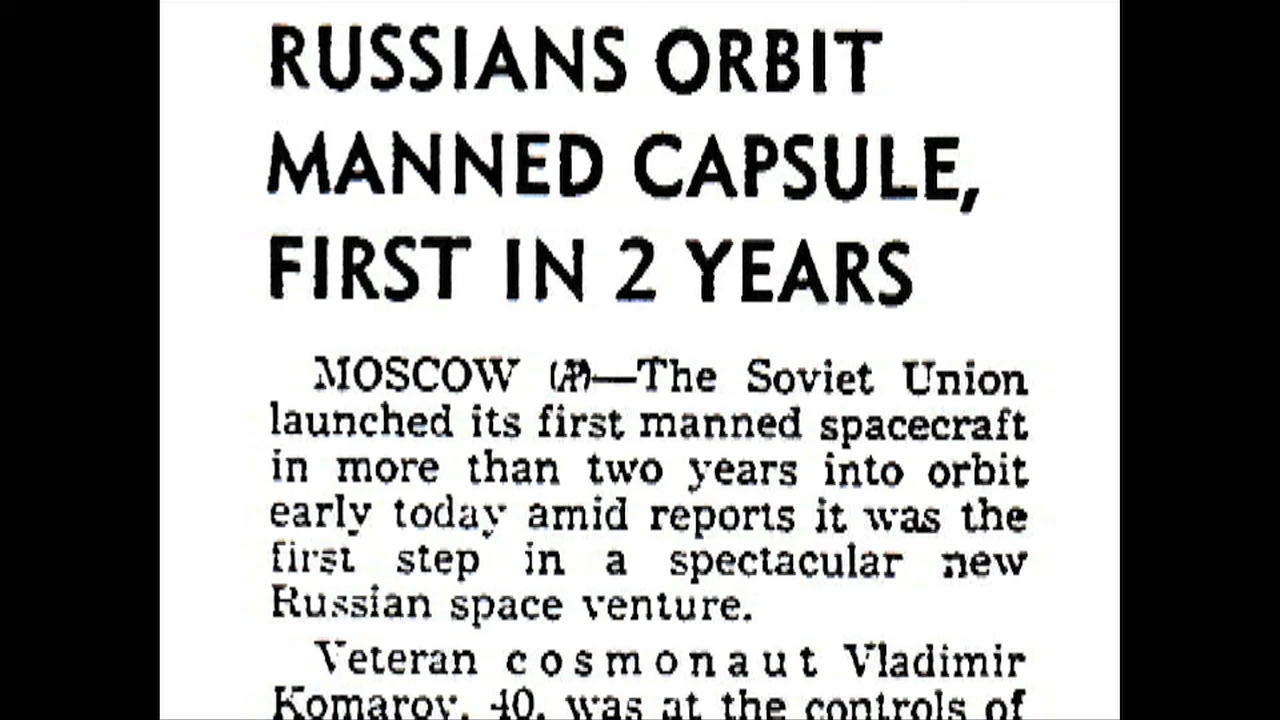 RUSSIANS ORBIT
MANNED CAPSULE,
FIRST IN 2 YEARS
MOSCOW (AP)—The Soviet Union
launched its first manned spacecraft
in more than two years into orbit
early today amid reports it was the
first step in a spectacular new
Russian space venture.
Veteran cosmonaut Vladimir
Komarov, 40, was at the controls of